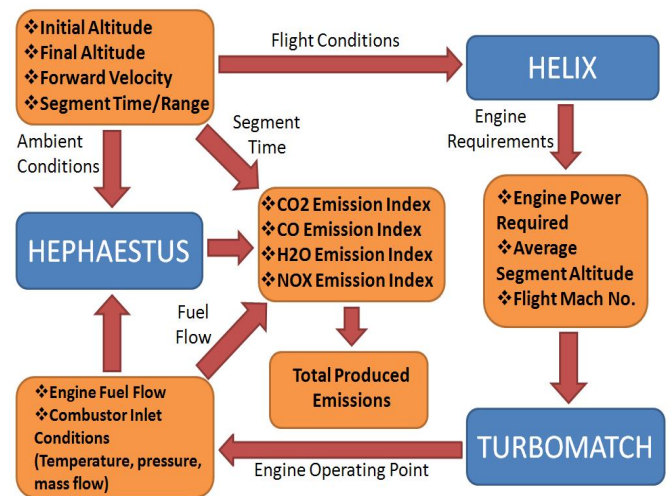 ❖Initial Altitude
❖Final Altitude
❖Forward Velocity
❖Segment Time/Range
Flight Conditions
HELIX
Ambient
Conditions
Segment
Time
Engine
Requirements
❖CO2 Emission Index
❖CO Emission Index
❖H2O Emission Index
❖NOX Emission Index
❖Engine Power
Required
❖Average
Segment Altitude
❖Flight Mach No.
HEPHAESTUS
Fuel
Flow
Total Produced
Emissions
❖Engine Fuel Flow
❖Combustor Inlet
Conditions
(Temperature, pressure,
mass flow)
Engine Operating Point
TURBOMATCH